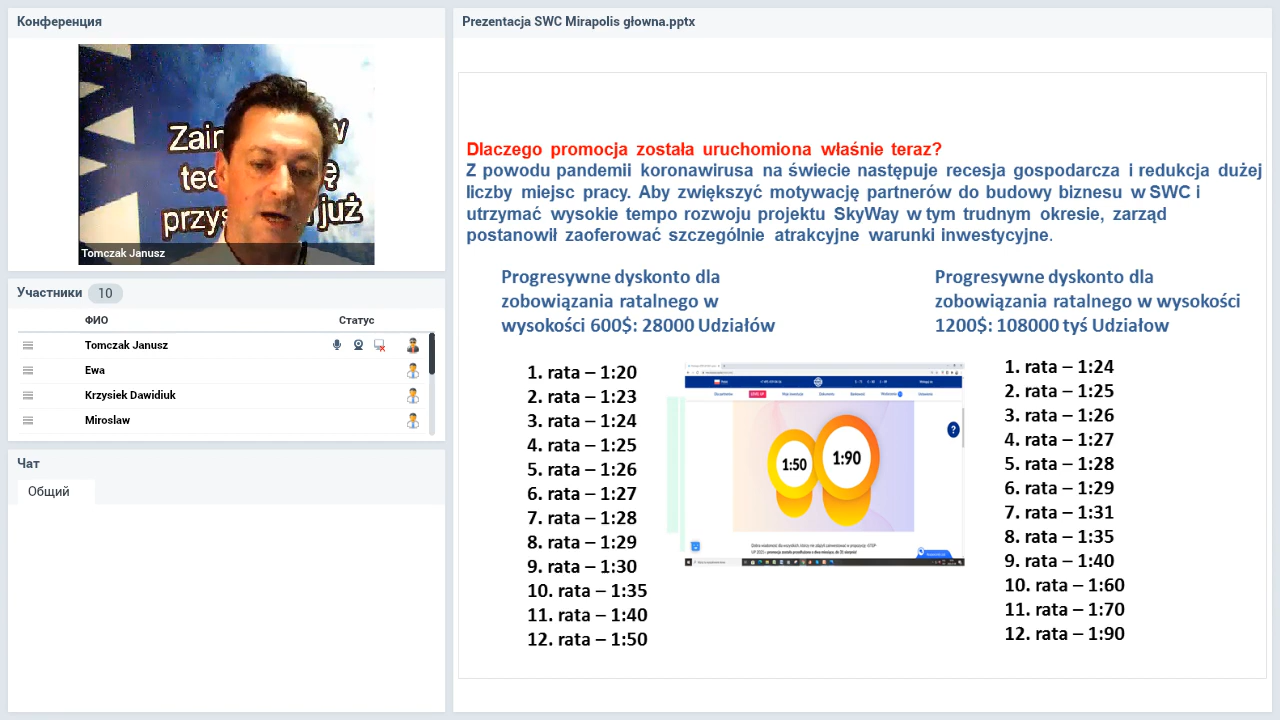 Конференция
Zain w
tec ę
przys już
Tomczak Janusz
Участники 10
ФИО Статус
Tomczak Janusz
Ewa
Krzysiek Dawidiuk
Miroslaw
Чат
Общий
Prezentacja SWC Mirapolis głowna.pptx
Dlaczego promocja została uruchomiona właśnie teraz?
Z powodu pandemii koronawirusa na świecie następuje recesja gospodarcza i redukcja dużej
liczby miejsc pracy. Aby zwiększyć motywację partnerów do budowy biznesu w SWC i
utrzymać wysokie tempo rozwoju projektu SkyWay w tym trudnym okresie, zarząd
postanowił zaoferować szczególnie atrakcyjne warunki inwestycyjne.
Progresywne dyskonto dla
zobowiązania ratalnego w
wysokości 600$: 28000 Udziałów
1. rata – 1:20
2. rata – 1:23
3. rata – 1:24
4. rata – 1:25
5. rata – 1:26
6. rata – 1:27
7. rata – 1:28
8. rata – 1:29
9. rata – 1:30
10. rata – 1:35
11. rata – 1:40
12. rata – 1:50
1:50 1:90
?
Progresywne dyskonto dla
zobowiązania ratalnego w wysokości
1200$: 108000 tyś Udziałow
1. rata – 1:24
2. rata – 1:25
3. rata – 1:26
4. rata – 1:27
5. rata – 1:28
6. rata – 1:29
7. rata – 1:31
8. rata – 1:35
9. rata – 1:40
10. rata – 1:60
11. rata – 1:70
12. rata – 1:90